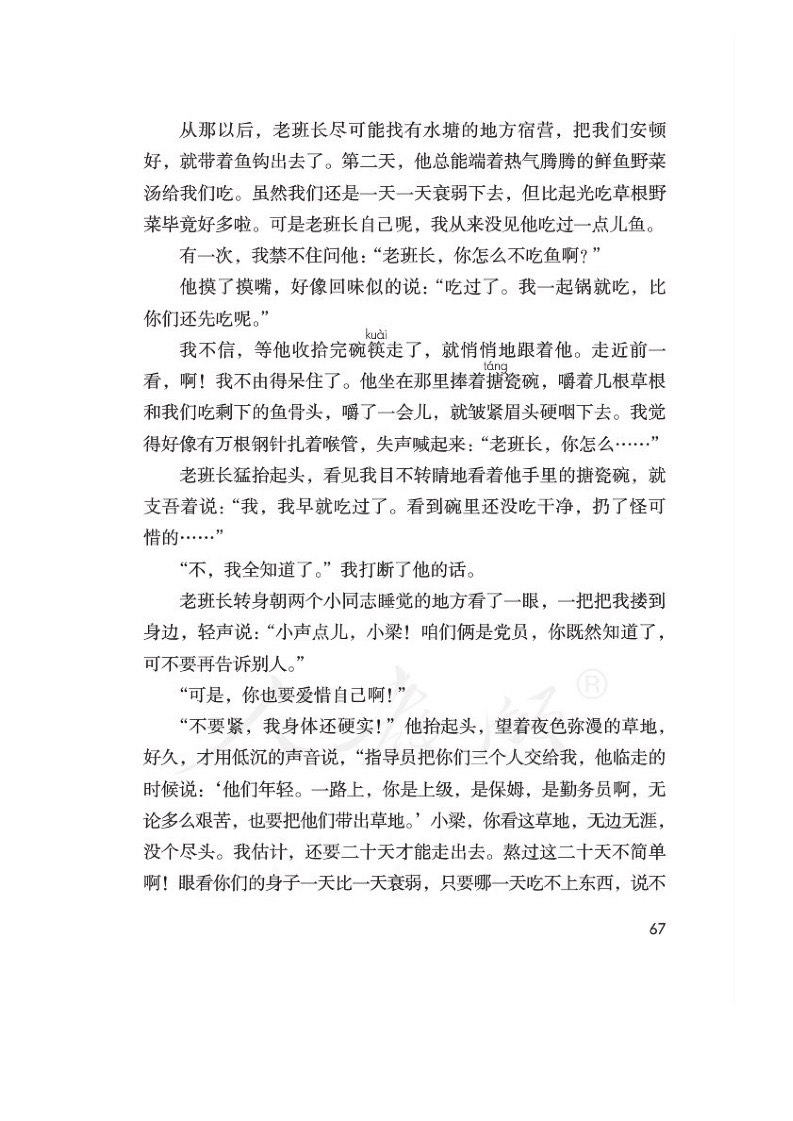 从那以后，老班长尽可能找有水塘的地方宿营，把我们安顿
好，就带着鱼钩出去了。第二天，他总能端着热气腾腾的鲜鱼野菜
汤给我们吃。虽然我们还是一天一天衰弱下去，但比起光吃草根野
菜毕竟好多啦。可是老班长自己呢，我从来没见他吃过一点儿鱼。
有一次，我禁不住问他：“老班长，你怎么不吃鱼啊？”
他摸了摸嘴，好像回味似的说：“吃过了。我一起锅就吃，比
你们还先吃呢。”
kuài
我不信，等他收拾完碗筷走了，就悄悄地跟着他。走近前一
táng
看，啊！我不由得呆住了。他坐在那里捧着搪瓷碗，嚼着几根草根
和我们吃剩下的鱼骨头，嚼了一会儿，就皱紧眉头硬咽下去。我觉
得好像有万根钢针扎着喉管，失声喊起来：“老班长，你怎么……”
老班长猛抬起头，看见我目不转睛地看着他手里的搪瓷碗，就
支吾着说：“我，我早就吃过了。看到碗里还没吃干净，扔了怪可
惜的……”
“不，我全知道了。”我打断了他的话。
老班长转身朝两个小同志睡觉的地方看了一眼，一把把我搂到
身边，轻声说：“小声点儿，小梁！咱们俩是党员，你既然知道了，
可不要再告诉别人。”
“可是，你也要爱惜自己啊！”
“不要紧，我身体还硬实！”他抬起头，望着夜色弥漫的草地，
好久，才用低沉的声音说，“指导员把你们三个人交给我，他临走的
时候说：‘他们年轻。一路上，你是上级，是保姆，是勤务员啊，无
论多么艰苦，也要把他们带出草地。’小梁，你看这草地，无边无涯，
没个尽头。我估计，还要二十天才能走出去。熬过这二十天不简单
啊！眼看你们的身子一天比一天衰弱，只要哪一天吃不上东西，说不
67
人教版®